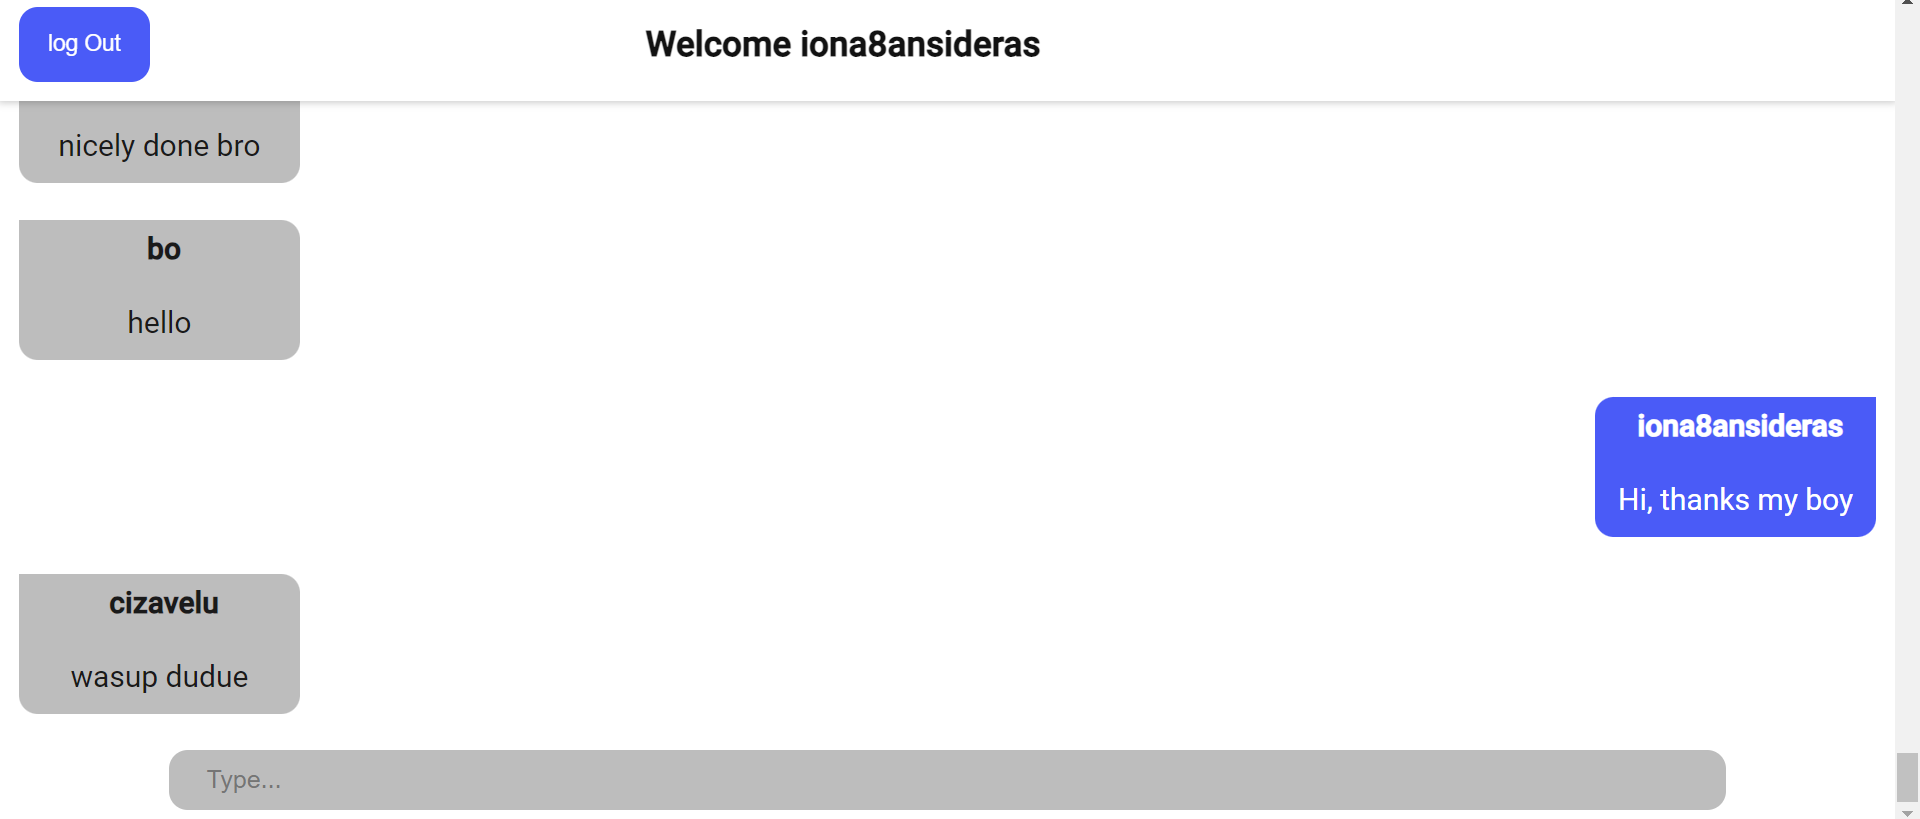 log Out
Welcome iona8ansideras
nicely done bro
bo
hello
iona8ansideras
Hi, thanks my boy
cizavelu
wasup dudue
Type...